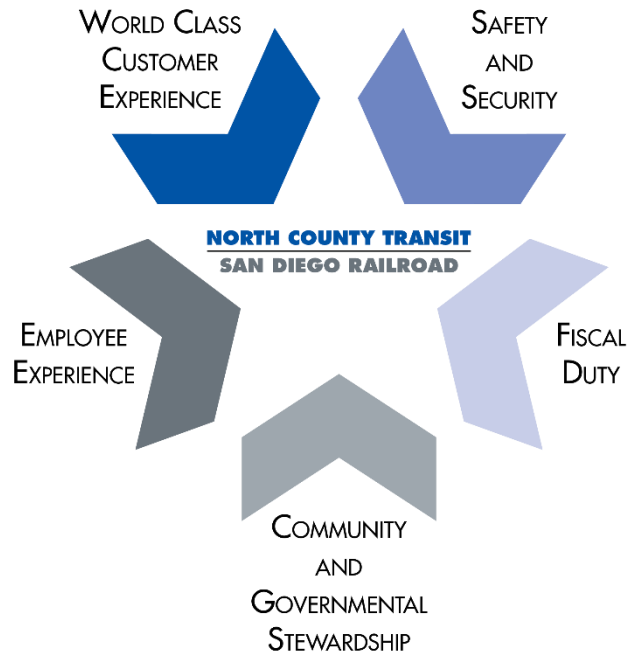 World Class
Customer
Experience
Safety
and
Security
NORTH COUNTY TRANSIT
SAN DIEGO RAILROAD
Employee
Experience
Fiscal
Duty
Community
and
Governmental
Stewardship